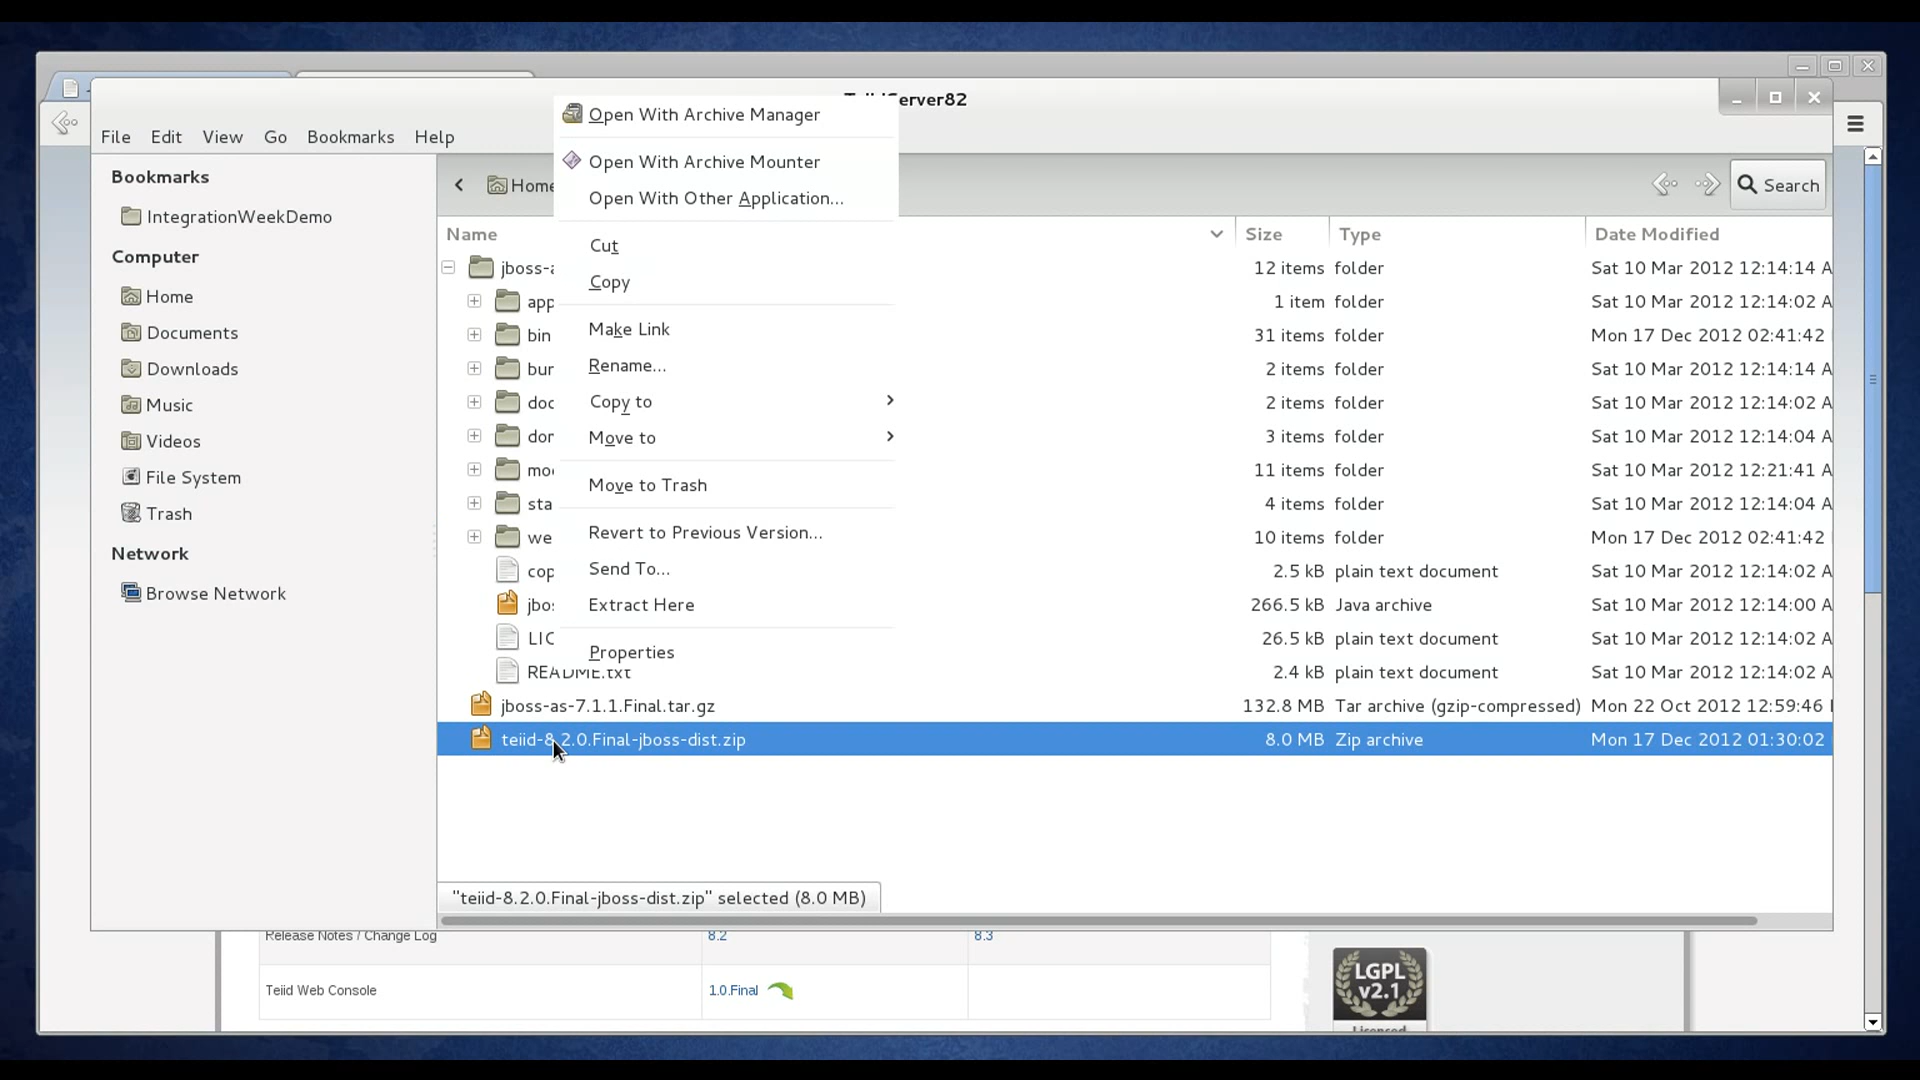 TeiidServer82
File Edit View Go Bookmarks Help
Bookmarks
IntegrationWeekDemo
Computer
Home
Documents
Downloads
Music
Videos
File System
Trash
Network
Browse Network
Home
Search
Open With Archive Manager
Open With Archive Mounter
Open With Other Application...
Cut
Copy
Make Link
Rename...
Copy to
Move to
Move to Trash
Revert to Previous Version...
Send To...
Extract Here
Properties
Name Size Type Date Modified
jboss-a 12 items folder Sat 10 Mar 2012 12:14:14 A
app 1 item folder Sat 10 Mar 2012 12:14:02 A
bin 31 items folder Mon 17 Dec 2012 02:41:42
bun 2 items folder Sat 10 Mar 2012 12:14:14 A
doc 2 items folder Sat 10 Mar 2012 12:14:02 A
dom 3 items folder Sat 10 Mar 2012 12:14:04 A
mod 11 items folder Sat 10 Mar 2012 12:21:41 A
sta 4 items folder Sat 10 Mar 2012 12:14:04 A
we 10 items folder Mon 17 Dec 2012 02:41:42
cop 2.5 kB plain text document Sat 10 Mar 2012 12:14:02 A
jbos 266.5 kB Java archive Sat 10 Mar 2012 12:14:00 A
LIC 26.5 kB plain text document Sat 10 Mar 2012 12:14:02 A
README.txt 2.4 kB plain text document Sat 10 Mar 2012 12:14:02 A
jboss-as-7.1.1.Final.tar.gz 132.8 MB Tar archive (gzip-compressed) Mon 22 Oct 2012 12:59:46
teiid-8.2.0.Final-jboss-dist.zip 8.0 MB Zip archive Mon 17 Dec 2012 01:30:02
"teiid-8.2.0.Final-jboss-dist.zip" selected (8.0 MB)
Release Notes / Change Log 8.2 8.3
Teiid Web Console 1.0.Final
LGPL
v2.1
Licensed